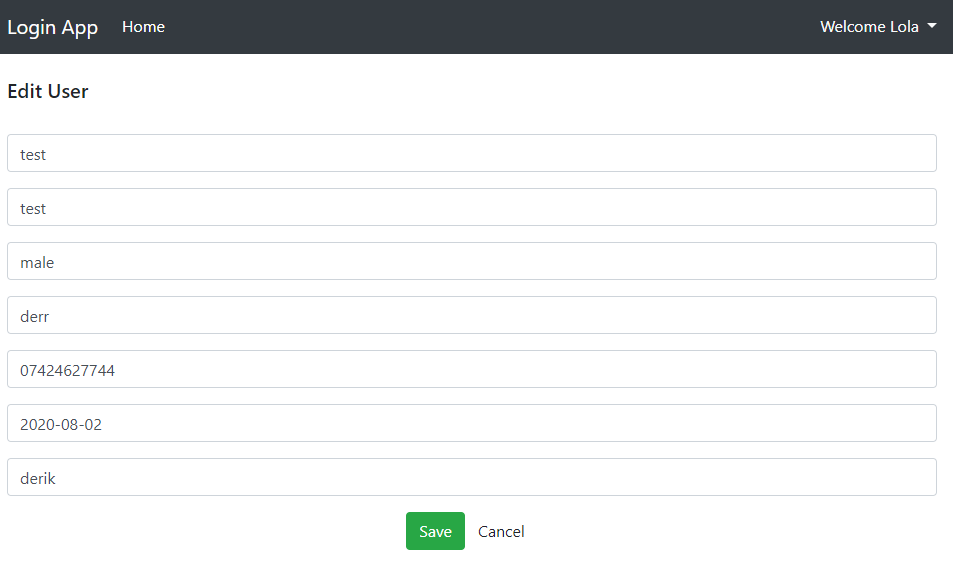 Login App Home Welcome Lola
Edit User
test
test
male
derr
07424627744
2020-08-02
derik
Save Cancel